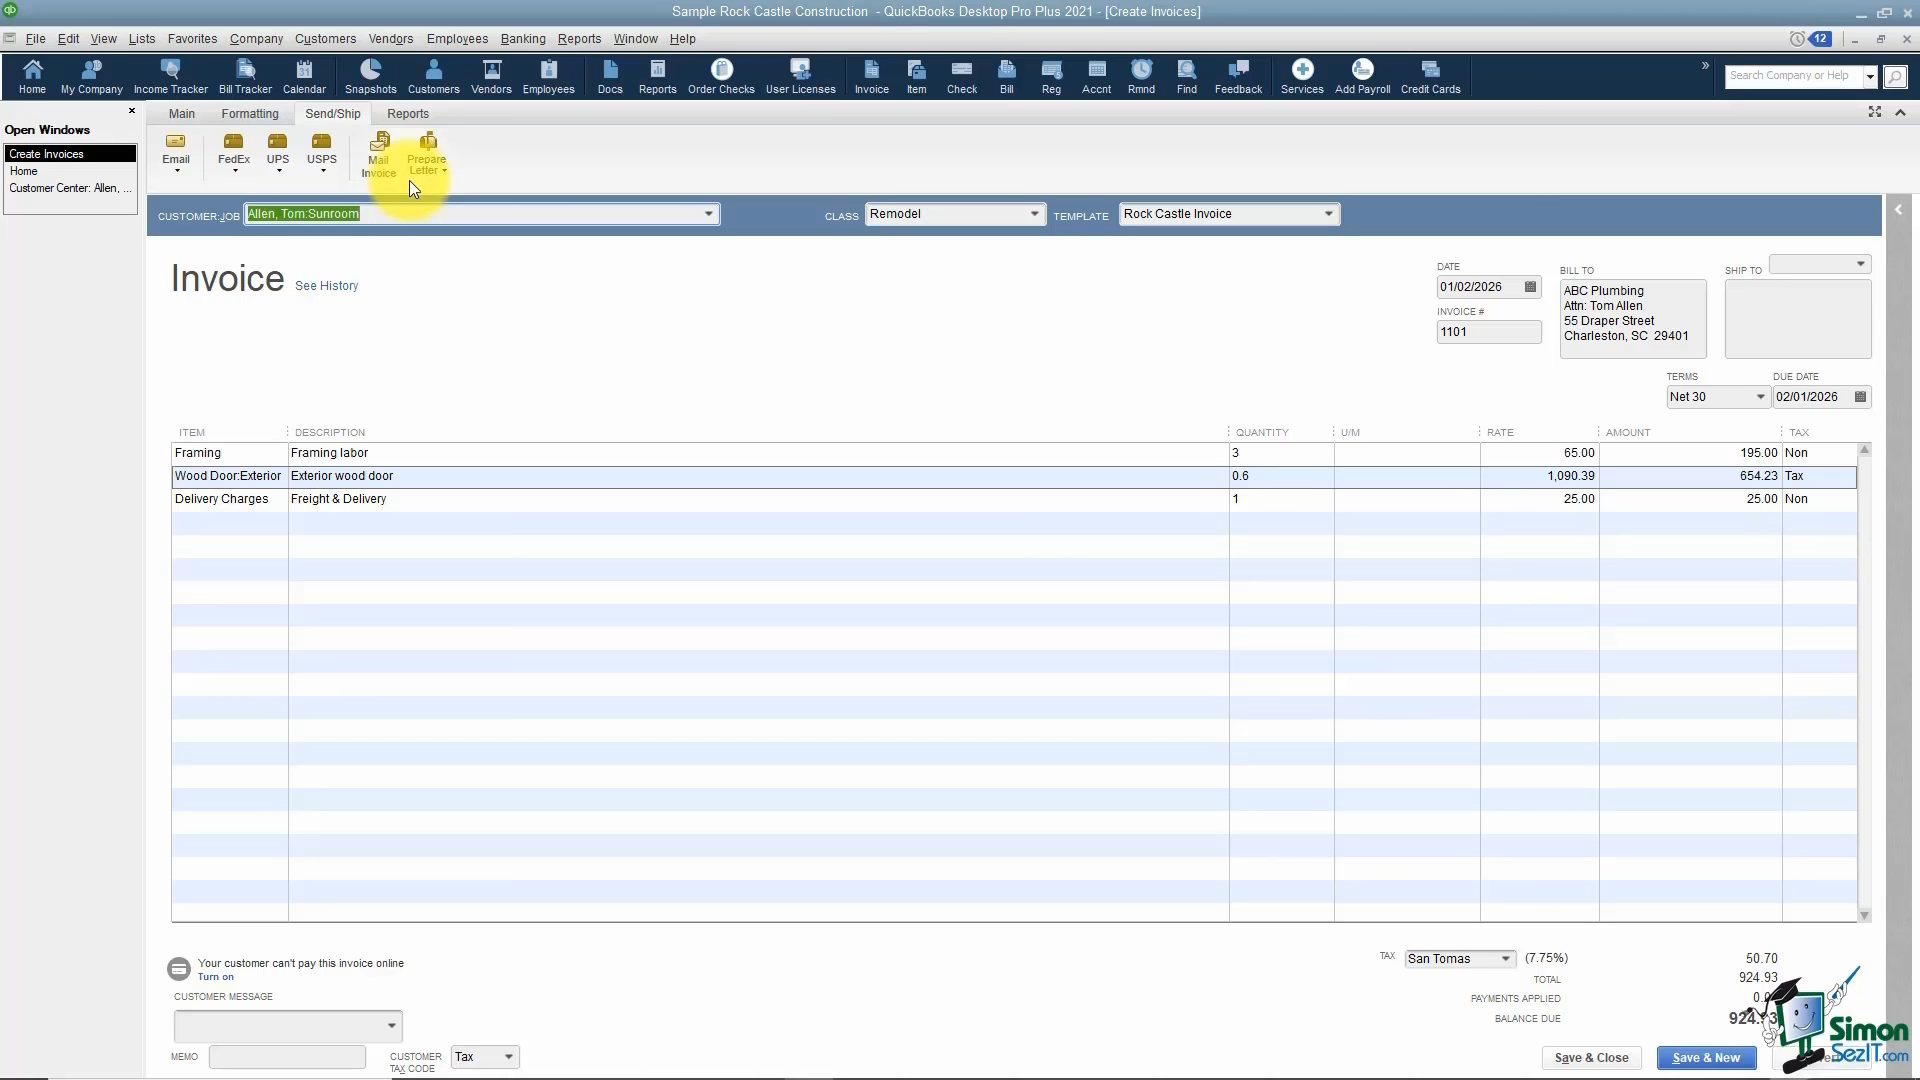 Sample Rock Castle Construction - QuickBooks Desktop Pro Plus 2021 - [Create Invoices]
File Edit View Lists Favorites Company Customers Vendors Employees Banking Reports Window Help 12
Home My Company Income Tracker Bill Tracker Calendar Snapshots Customers Vendors Employees Docs Reports Order Checks User Licenses Invoice Item Check Bill Reg Accnt Rmnd Find Feedback Services Add Payroll Credit Cards » Search Company or Help
Open Windows
Create Invoices
Home
Customer Center: Allen, ...
Main Formatting Send/Ship Reports
Email FedEx UPS USPS Mail Invoice Prepare Letter
CUSTOMER:JOB Allen, Tom:Sunroom CLASS Remodel TEMPLATE Rock Castle Invoice
Invoice See History
DATE
01/02/2026
INVOICE #
1101
BILL TO
ABC Plumbing
Attn: Tom Allen
55 Draper Street
Charleston, SC 29401
SHIP TO
TERMS DUE DATE
Net 30 02/01/2026
ITEM DESCRIPTION QUANTITY U/M RATE AMOUNT TAX
Framing Framing labor 3 65.00 195.00 Non
Wood Door:Exterior Exterior wood door 0.6 1,090.39 654.23 Tax
Delivery Charges Freight & Delivery 1 25.00 25.00 Non
Your customer can't pay this invoice online
Turn on
CUSTOMER MESSAGE
MEMO
CUSTOMER TAX CODE Tax
TAX San Tomas (7.75%) 50.70
TOTAL 924.93
PAYMENTS APPLIED
BALANCE DUE
Save & Close Save & New
Simon
SezIT.com